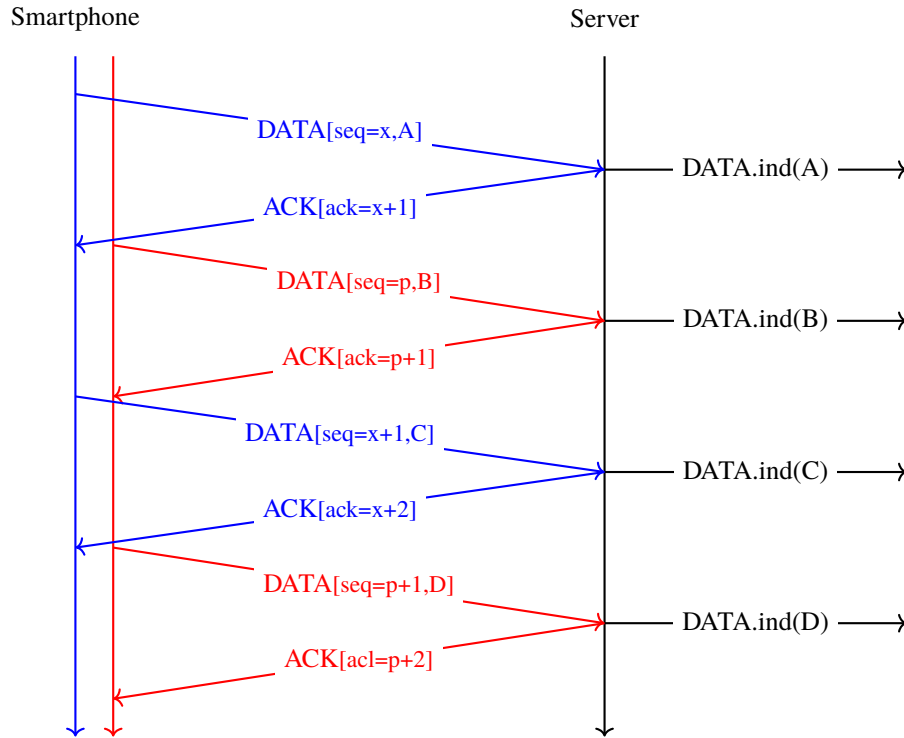 Smartphone
Server
DATA[seq=x,A]
DATA.ind(A)
ACK[ack=x+1]
DATA[seq=p,B]
DATA.ind(B)
ACK[ack=p+1]
DATA[seq=x+1,C]
DATA.ind(C)
ACK[ack=x+2]
DATA[seq=p+1,D]
DATA.ind(D)
ACK[acl=p+2]